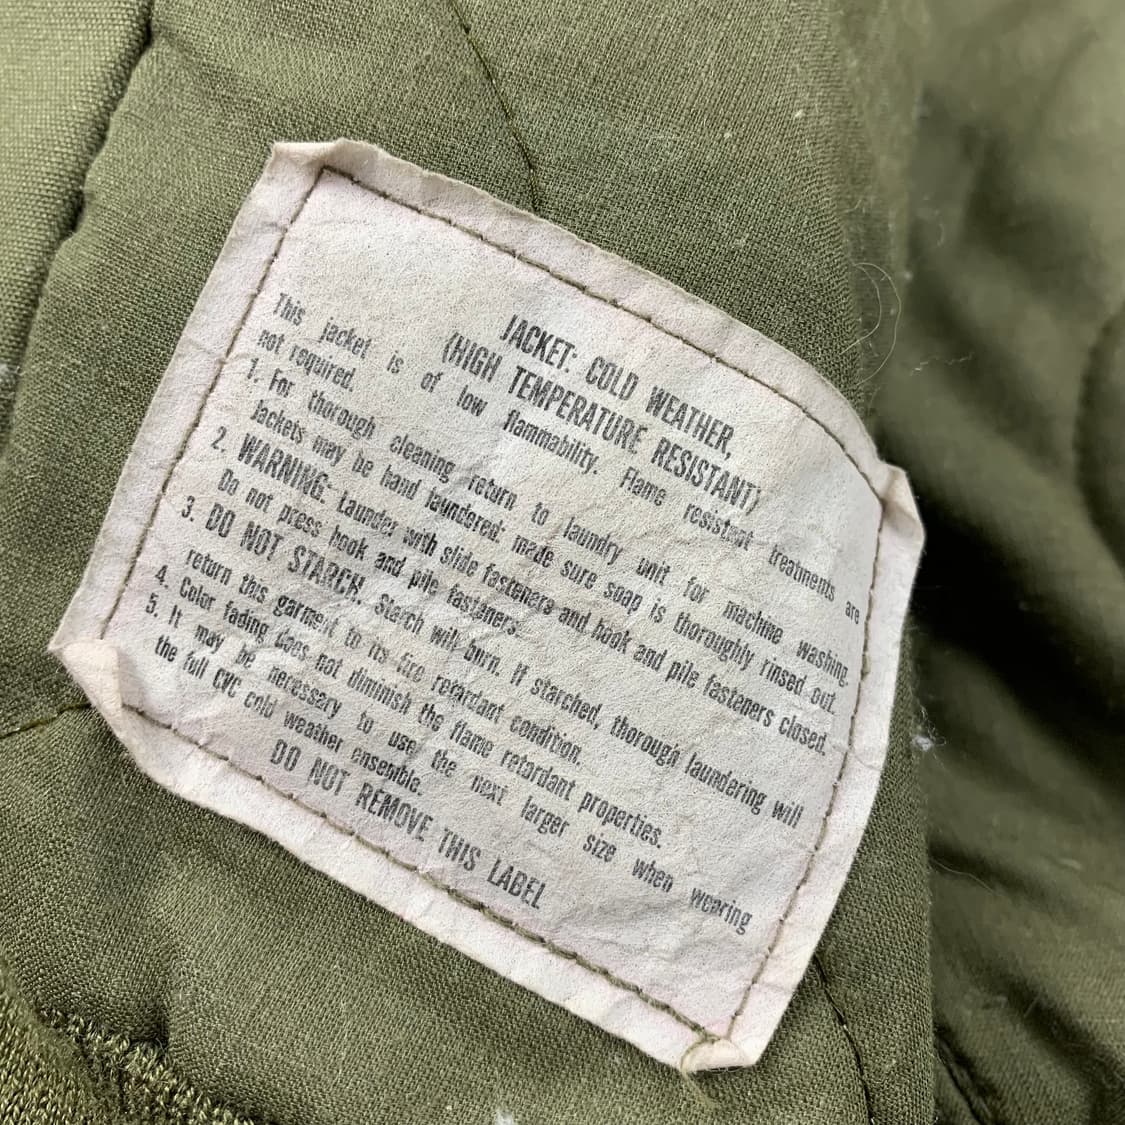 JACKET: COLD WEATHER,
(HIGH TEMPERATURE RESISTANT)
This jacket is of low flammability. Flame resistant treatments are
not required.
1. For thorough cleaning return to laundry unit for machine washing.
Jackets may be hand laundered: made sure soap is thoroughly rinsed out.
2. WARNING: Launder with slide fasteners and hook and pile fasteners closed.
Do not press hook and pile fasteners.
3. DO NOT STARCH. Starch will burn. If starched, thorough laundering will
return this garment to its fire retardant condition.
4. Color fading does not diminish the flame retardant properties.
5. It may be necessary to use the next larger size when wearing
the full CVC cold weather ensemble.
DO NOT REMOVE THIS LABEL